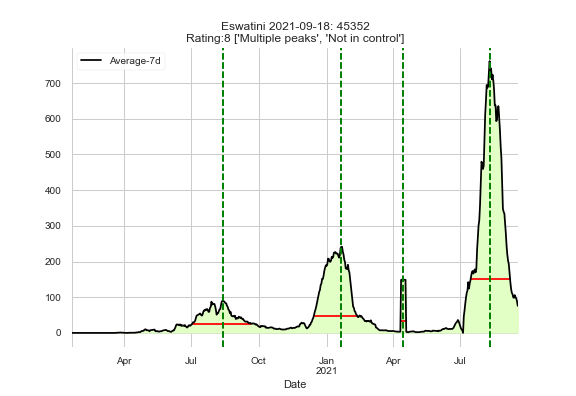 Eswatini 2021-09-18: 45352
Rating:8 ['Multiple peaks', 'Not in control']
Average-7d
700
600
500
400
300
200
100
0
Apr
Jul
Oct
Jan
2021
Apr
Jul
Date